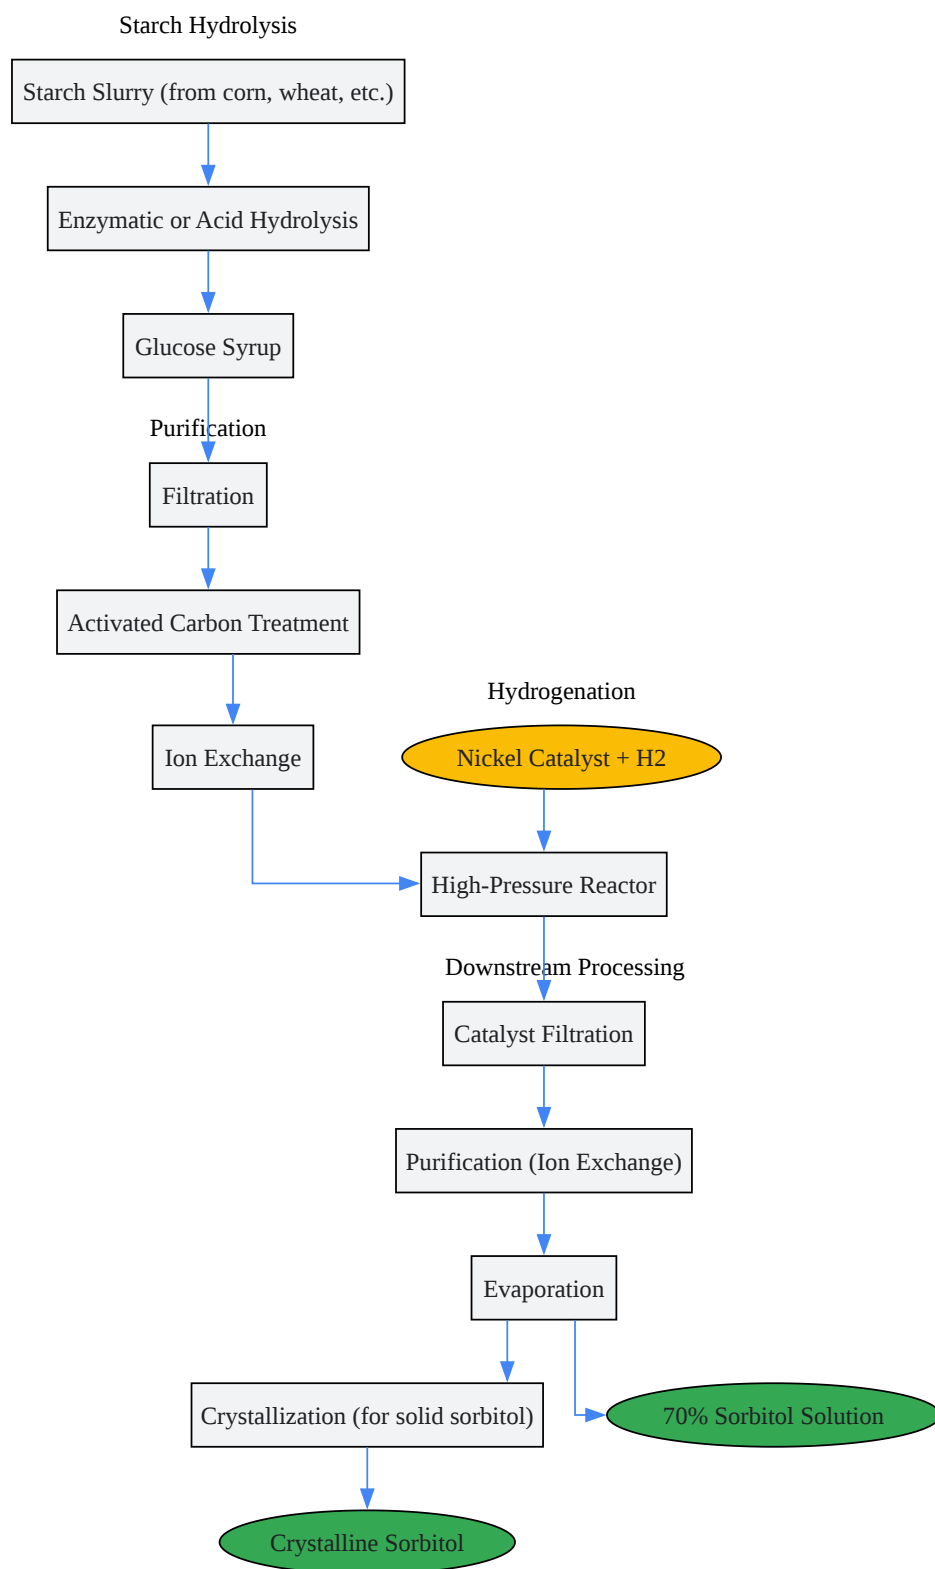 Starch Hydrolysis
Starch Slurry (from corn, wheat, etc.)
Enzymatic or Acid Hydrolysis
Glucose Syrup
Purification
Filtration
Activated Carbon Treatment
Ion Exchange
Hydrogenation
Nickel Catalyst + H2
High-Pressure Reactor
Downstream Processing
Catalyst Filtration
Purification (Ion Exchange)
Evaporation
Crystallization (for solid sorbitol)
70% Sorbitol Solution
Crystalline Sorbitol